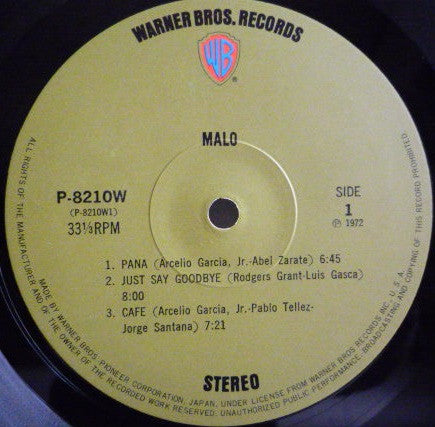 WARNER BROS. RECORDS
WB
®
MALO
P-8210W
(P-8210W1)
33⅓RPM
SIDE
1
℗ 1972
1. PANA (Arcelio Garcia, Jr.-Abel Zarate) 6:45
2. JUST SAY GOODBYE (Rodgers Grant-Luis Gasca)
8:00
3. CAFE (Arcelio Garcia, Jr.-Pablo Tellez-
Jorge Santana) 7:21
STEREO
ALL RIGHTS OF THE MANUFACTURER AND OF THE OWNER OF THE RECORDED WORK RESERVED. UNAUTHORIZED PUBLIC PERFORMANCE, BROADCASTING AND COPYING OF THIS RECORD PROHIBITED.
MADE BY WARNER BROS./PIONEER CORPORATION, JAPAN, UNDER LICENSE FROM WARNER BROS RECORDS INC., U. S. A.